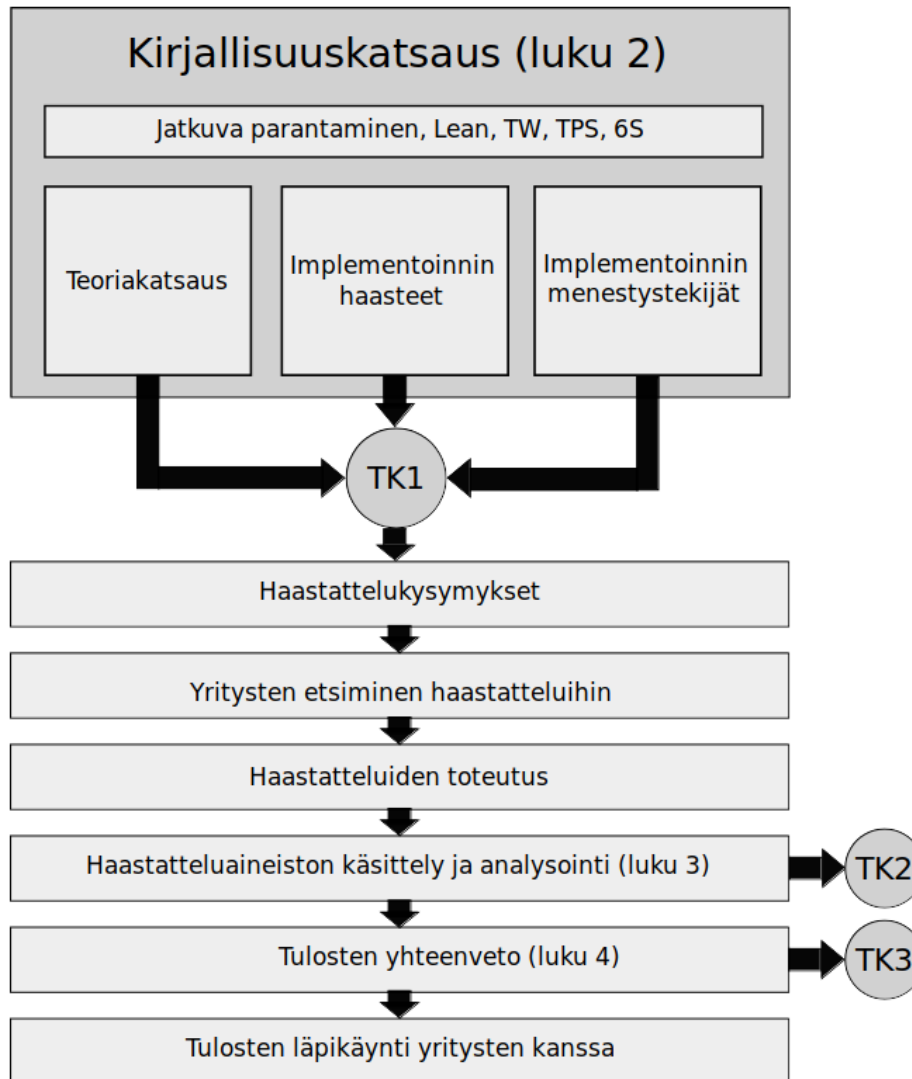 Kirjallisuuskatsaus (luku 2)
Jatkuva parantaminen, Lean, TW, TPS, 6S
Teoriakatsaus
Implementoinnin
haasteet
Implementoinnin
menestystekijät
TK1
Haastattelukysymykset
Yritysten etsiminen haastatteluihin
Haastatteluiden toteutus
Haastatteluaineiston käsittely ja analysointi (luku 3)
TK2
Tulosten yhteenveto (luku 4)
TK3
Tulosten läpikäynti yritysten kanssa